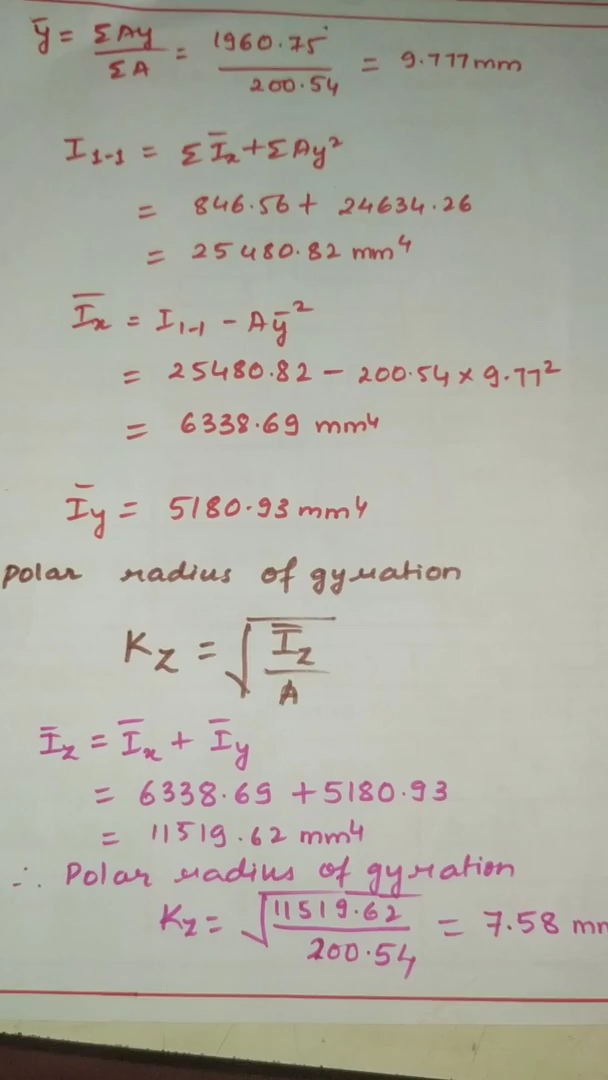 ȳ = ΣAy / ΣA = 1960.75 / 200.54 = 9.777mm
I₁₋₁ = ΣĪx + ΣAy²
= 846.56 + 24634.26
= 25480.82 mm⁴
Īx = I₁₋₁ - Aȳ²
= 25480.82 - 200.54 × 9.77²
= 6338.69 mm⁴
Īy = 5180.93 mm⁴
Polar radius of gyration
Kz = √(Īz / A)
Īz = Īx + Īy
= 6338.69 + 5180.93
= 11519.62 mm⁴
∴ Polar radius of gyration
Kz = √(11519.62 / 200.54) = 7.58 mm